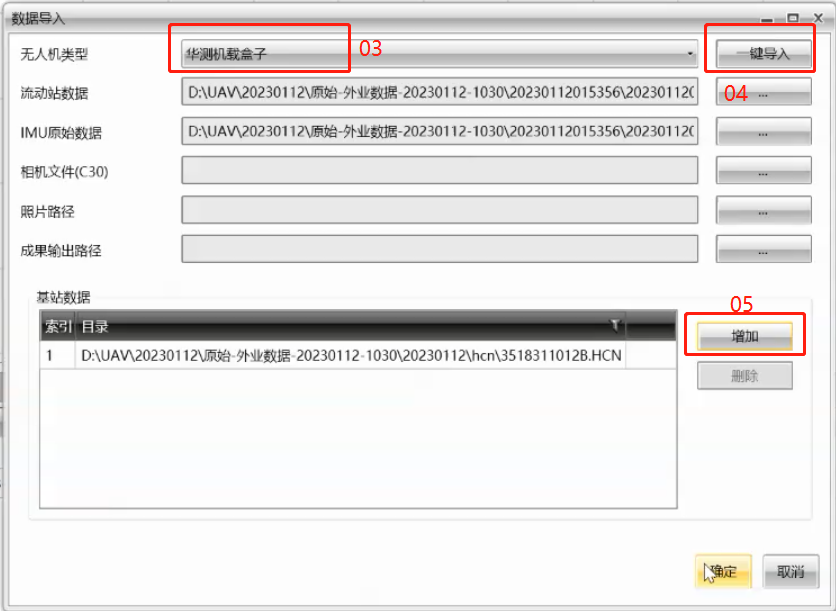 数据导入
无人机类型 华测机载盒子 03 一键导入
流动站数据 D:\UAV\20230112\原始-外业数据-20230112-1030\20230112015356\20230112( 04 ...
IMU原始数据 D:\UAV\20230112\原始-外业数据-20230112-1030\20230112015356\20230112( ...
相机文件(C30) ...
照片路径 ...
成果输出路径 ...
基站数据
05
索引 目录
增加
1 D:\UAV\20230112\原始-外业数据-20230112-1030\20230112\hcn\3518311012B.HCN
删除
确定 取消